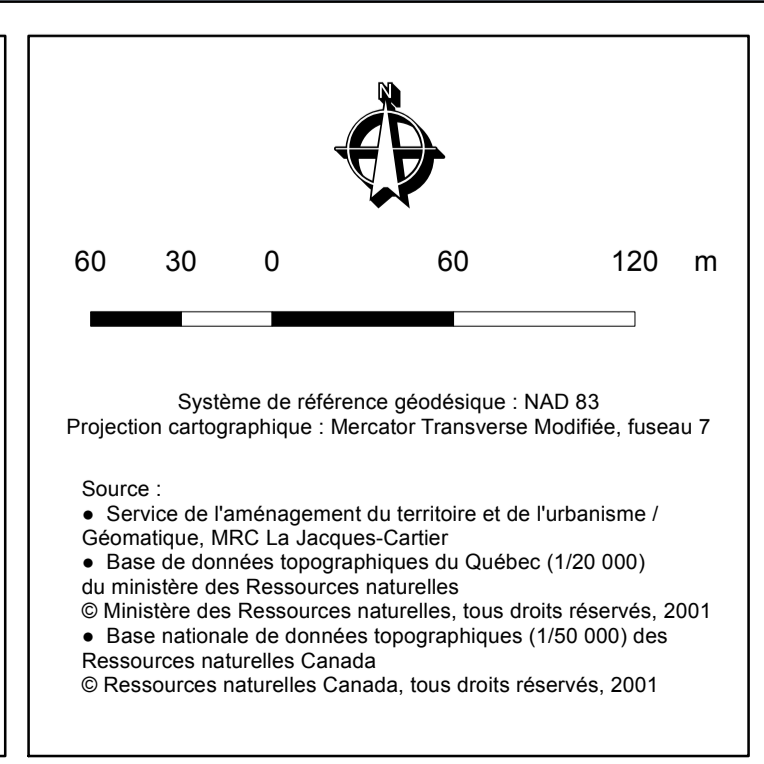 N
60 30 0 60 120 m
Système de référence géodésique : NAD 83
Projection cartographique : Mercator Transverse Modifiée, fuseau 7
Source :
● Service de l'aménagement du territoire et de l'urbanisme /
Géomatique, MRC La Jacques-Cartier
● Base de données topographiques du Québec (1/20 000)
du ministère des Ressources naturelles
© Ministère des Ressources naturelles, tous droits réservés, 2001
● Base nationale de données topographiques (1/50 000) des
Ressources naturelles Canada
© Ressources naturelles Canada, tous droits réservés, 2001